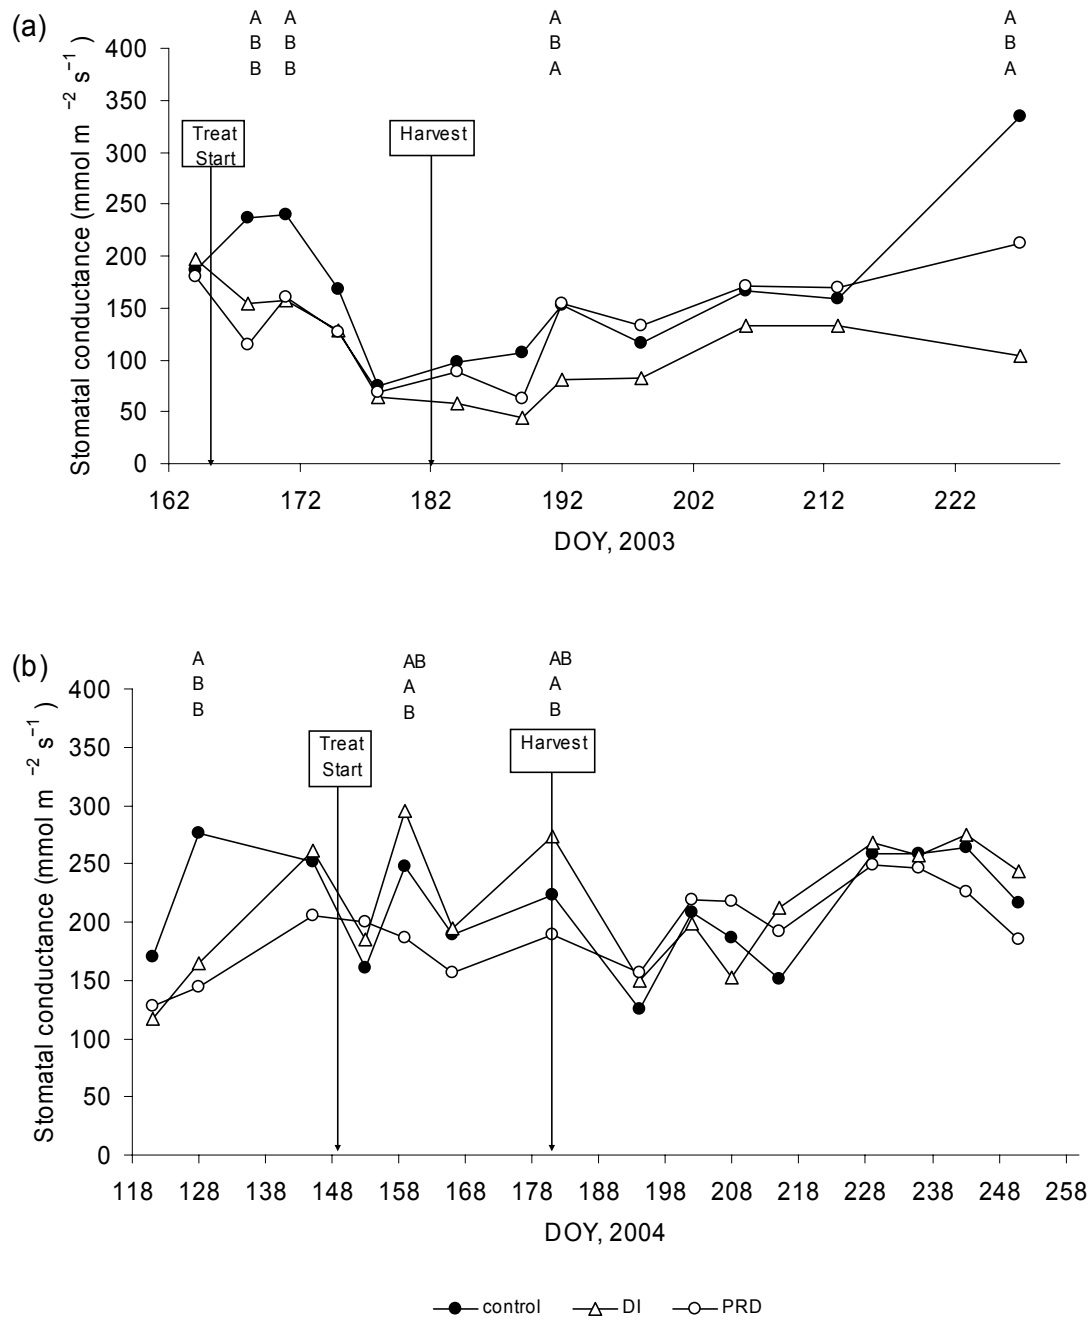 (a)
A A A A
B B B B
B B A A
400
350
300
250
200
150
100
50
0
Stomatal conductance (mmol m −2 s−1)
Treat
Start
Harvest
162 172 182 192 202 212 222
DOY, 2003
(b)
A AB AB
B A A
B B B
400
350
300
250
200
150
100
50
0
Stomatal conductance (mmol m −2 s−1 )
Treat
Start
Harvest
118 128 138 148 158 168 178 188 198 208 218 228 238 248 258
DOY, 2004
control DI PRD